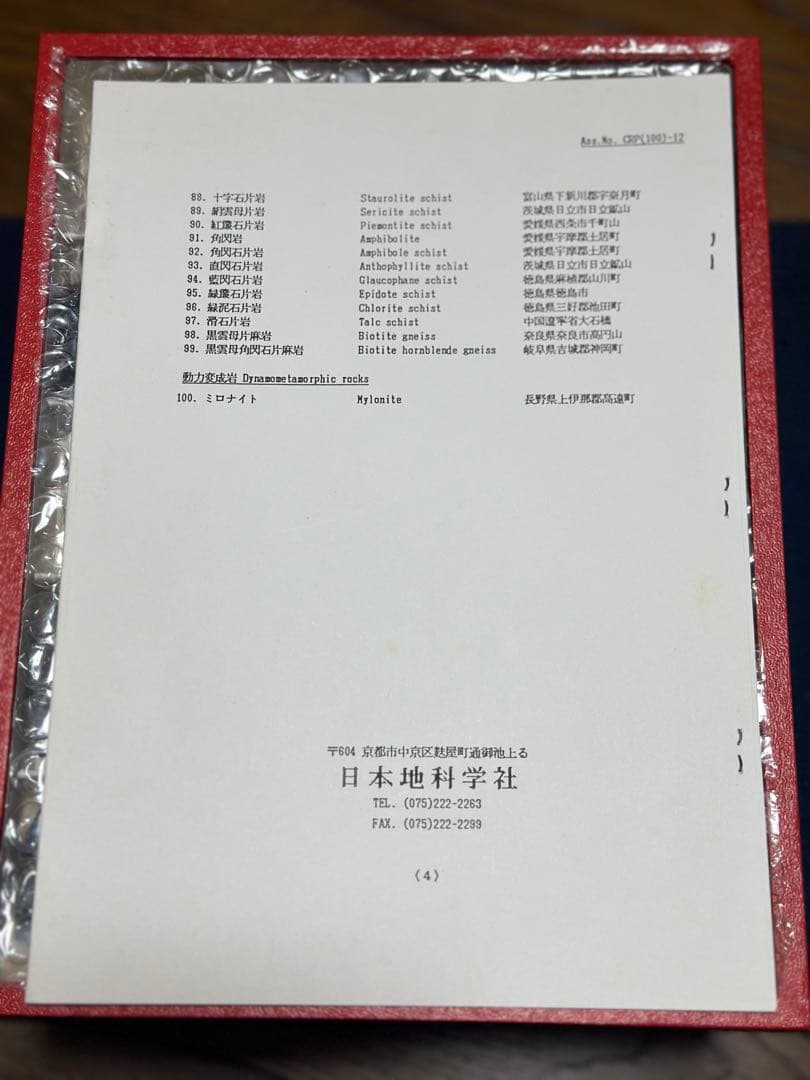 Ass.No. CRP(100)-12
88. 十字石片岩 Staurolite schist 富山県下新川郡宇奈月町
89. 絹雲母片岩 Sericite schist 茨城県日立市日立鉱山
90. 紅簾石片岩 Piemontite schist 愛媛県西条市千町山
91. 角閃岩 Amphibolite 愛媛県宇摩郡土居町
92. 角閃石片岩 Amphibole schist 愛媛県宇摩郡土居町
93. 直閃石片岩 Anthophyllite schist 茨城県日立市日立鉱山
94. 藍閃石片岩 Glaucophane schist 徳島県麻植郡山川町
95. 緑簾石片岩 Epidote schist 徳島県徳島市
96. 緑泥石片岩 Chlorite schist 徳島県三好郡池田町
97. 滑石片岩 Talc schist 中国遼寧省大石橋
98. 黒雲母片麻岩 Biotite gneiss 奈良県奈良市高円山
99. 黒雲母角閃石片麻岩 Biotite hornblende gneiss 岐阜県吉城郡神岡町
動力変成岩 Dynamometamorphic rocks
100. ミロナイト Mylonite 長野県上伊那郡高遠町
〒604 京都市中京区麩屋町通御池上る
日本地科学社
TEL. (075)222-2263
FAX. (075)222-2299
(4)